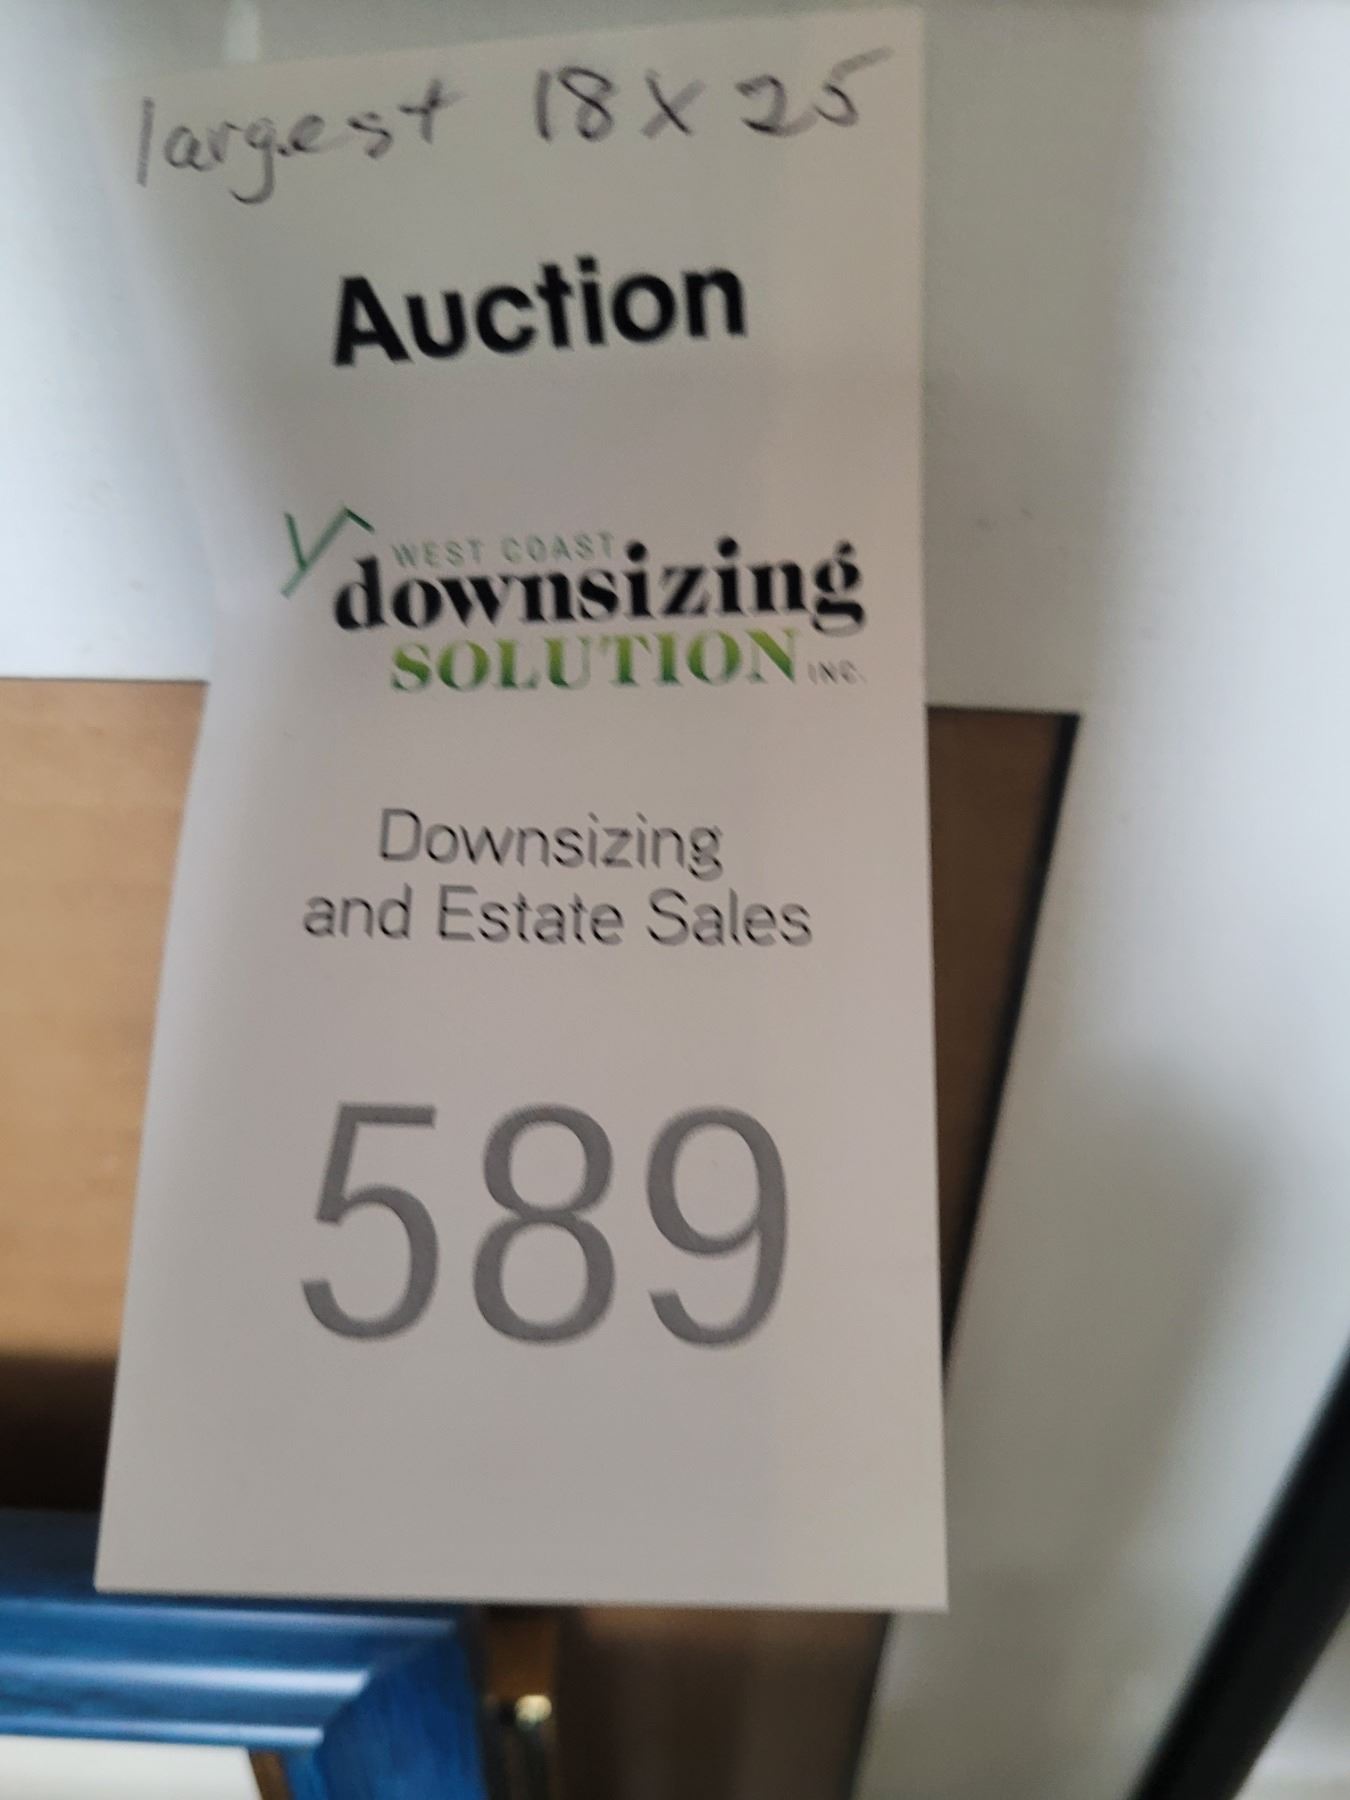 largest 18 x 25
Auction
WEST COAST
downsizing
SOLUTION INC.
Downsizing
and Estate Sales
589